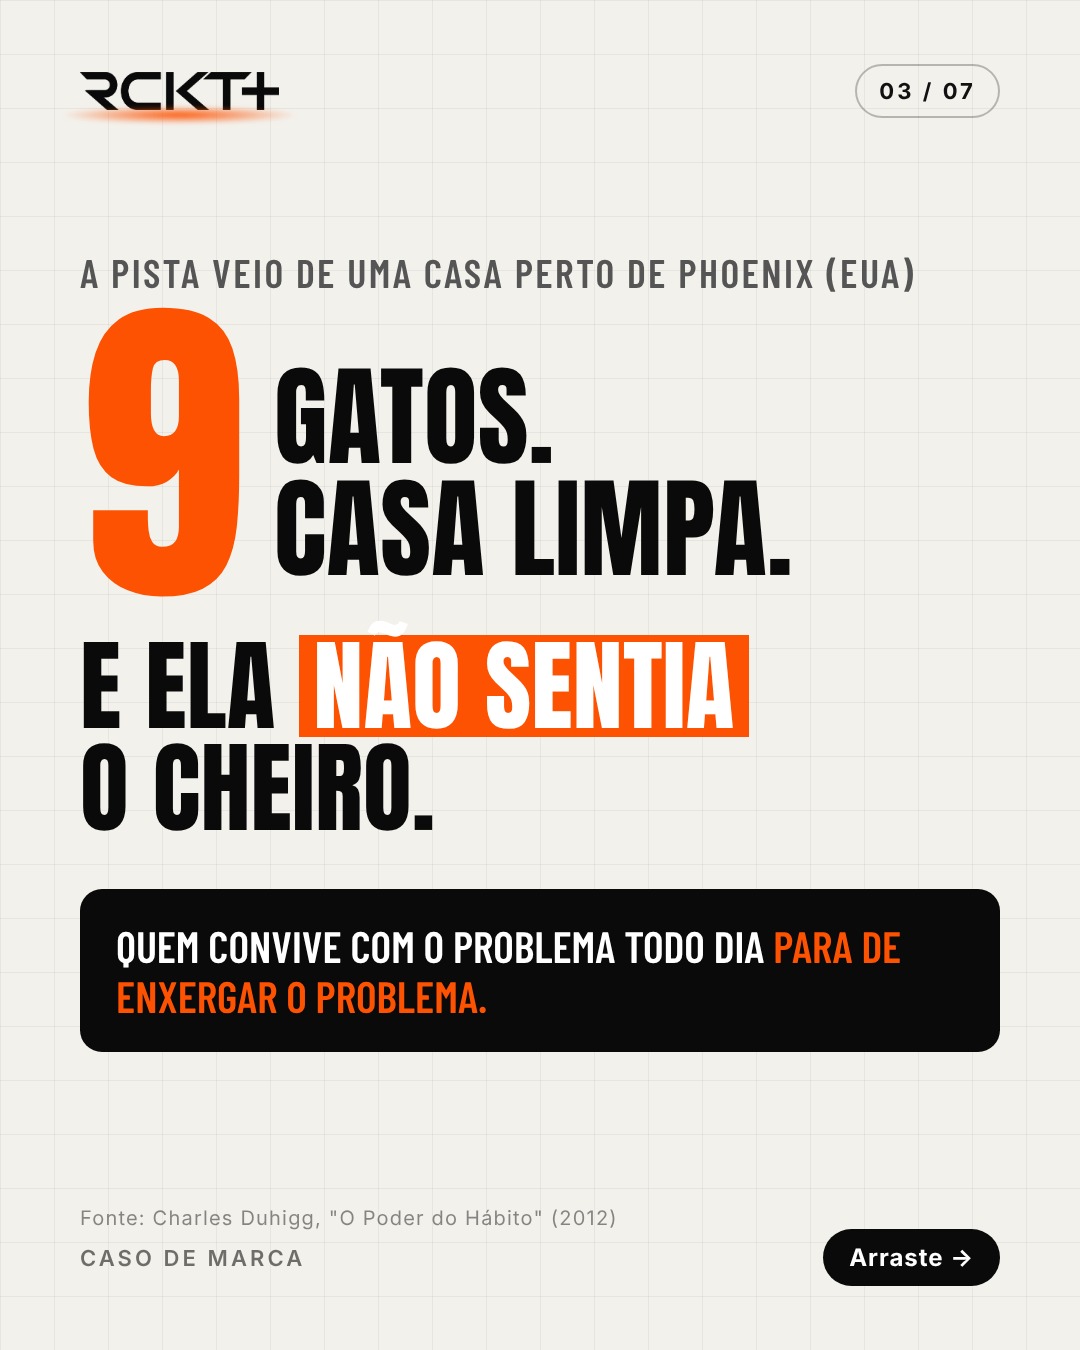 RCKT+
03 / 07
A PISTA VEIO DE UMA CASA PERTO DE PHOENIX (EUA)
9 GATOS.
CASA LIMPA.
E ELA NÃO SENTIA
O CHEIRO.
QUEM CONVIVE COM O PROBLEMA TODO DIA PARA DE
ENXERGAR O PROBLEMA.
Fonte: Charles Duhigg, "O Poder do Hábito" (2012)
CASO DE MARCA
Arraste →